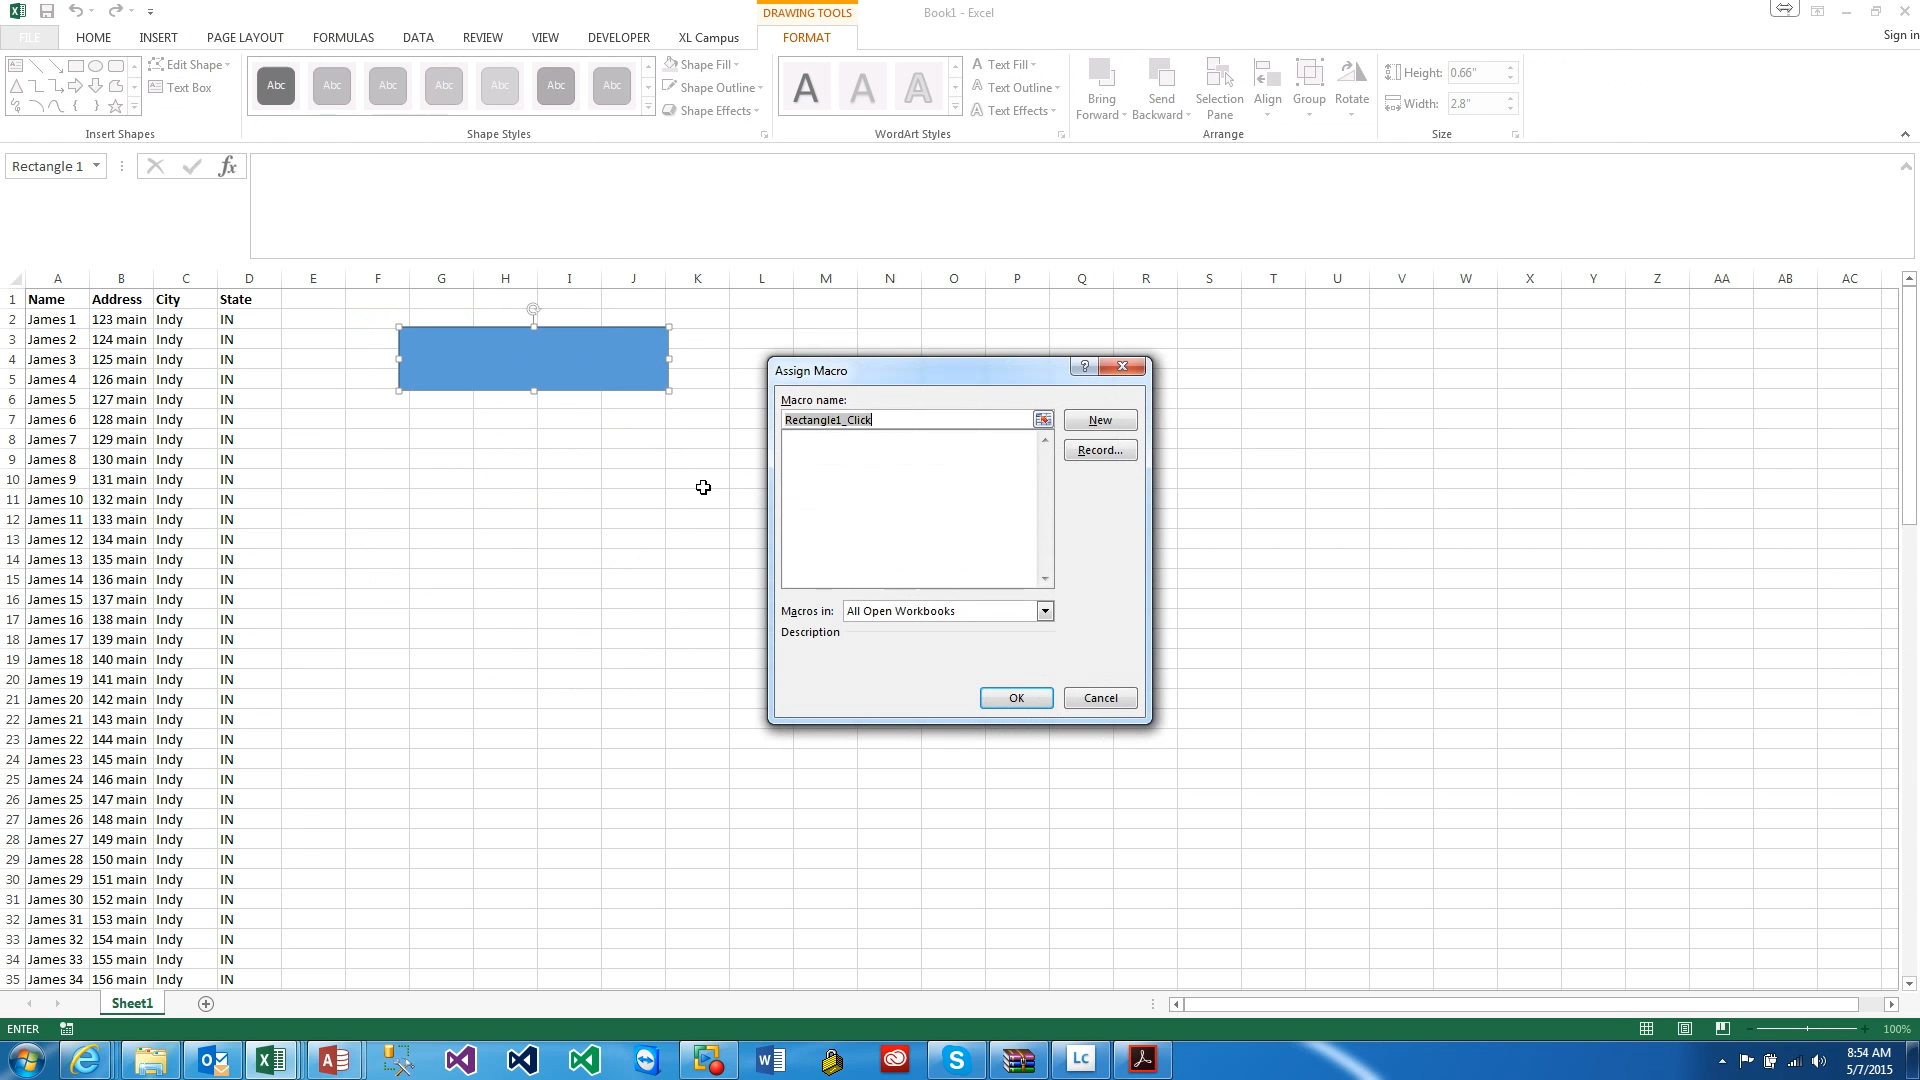 DRAWING TOOLS
Book1 - Excel
FILE HOME INSERT PAGE LAYOUT FORMULAS DATA REVIEW VIEW DEVELOPER XL Campus FORMAT
Sign in
Edit Shape
Text Box
Insert Shapes
Abc Abc Abc Abc Abc Abc Abc
Shape Styles
Shape Fill
Shape Outline
Shape Effects
A A A
WordArt Styles
Text Fill
Text Outline
Text Effects
Bring Forward
Send Backward
Selection Pane
Align
Group
Rotate
Arrange
Height: 0.66"
Width: 2.8"
Size
Rectangle 1
fx
A B C D E F G H I J K L M N O P Q R S T U V W X Y Z AA AB AC
1 Name Address City State
2 James 1 123 main Indy IN
3 James 2 124 main Indy IN
4 James 3 125 main Indy IN
5 James 4 126 main Indy IN
6 James 5 127 main Indy IN
7 James 6 128 main Indy IN
8 James 7 129 main Indy IN
9 James 8 130 main Indy IN
10 James 9 131 main Indy IN
11 James 10 132 main Indy IN
12 James 11 133 main Indy IN
13 James 12 134 main Indy IN
14 James 13 135 main Indy IN
15 James 14 136 main Indy IN
16 James 15 137 main Indy IN
17 James 16 138 main Indy IN
18 James 17 139 main Indy IN
19 James 18 140 main Indy IN
20 James 19 141 main Indy IN
21 James 20 142 main Indy IN
22 James 21 143 main Indy IN
23 James 22 144 main Indy IN
24 James 23 145 main Indy IN
25 James 24 146 main Indy IN
26 James 25 147 main Indy IN
27 James 26 148 main Indy IN
28 James 27 149 main Indy IN
29 James 28 150 main Indy IN
30 James 29 151 main Indy IN
31 James 30 152 main Indy IN
32 James 31 153 main Indy IN
33 James 32 154 main Indy IN
34 James 33 155 main Indy IN
35 James 34 156 main Indy IN
Assign Macro
Macro name:
Rectangle1_Click
New
Record...
Macros in: All Open Workbooks
Description
OK Cancel
Sheet1
ENTER
100%
Lc
8:54 AM
5/7/2015